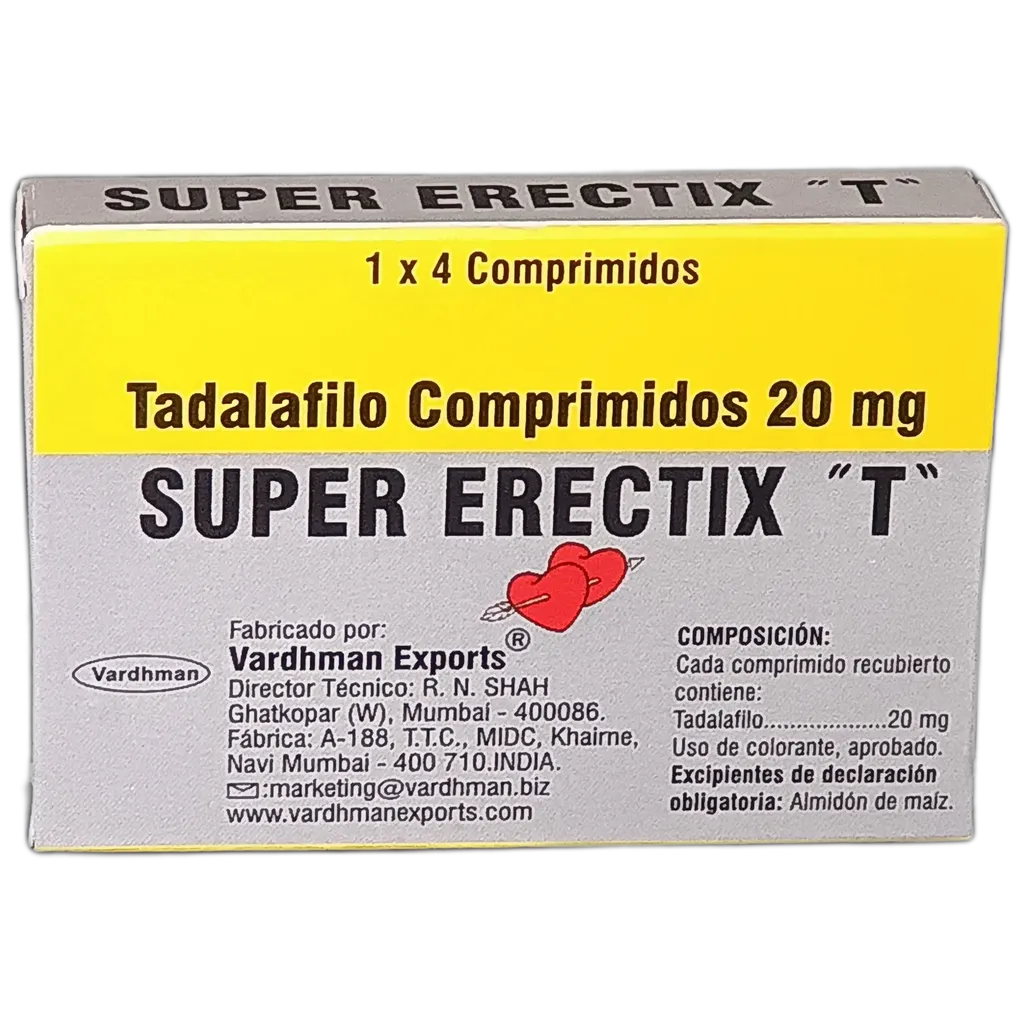 SUPER ERECTIX "T"
1 x 4 Comprimidos
Tadalafilo Comprimidos 20 mg
SUPER ERECTIX "T"
Vardhman
Fabricado por:
Vardhman Exports®
Director Técnico: R. N. SHAH
Ghatkopar (W), Mumbai - 400086.
Fábrica: A-188, T.T.C., MIDC, Khairne,
Navi Mumbai - 400 710.INDIA.
:marketing@vardhman.biz
www.vardhmanexports.com
COMPOSICIÓN:
Cada comprimido recubierto
contiene:
Tadalafilo...................20 mg
Uso de colorante, aprobado.
Excipientes de declaración
obligatoria: Almidón de maíz.